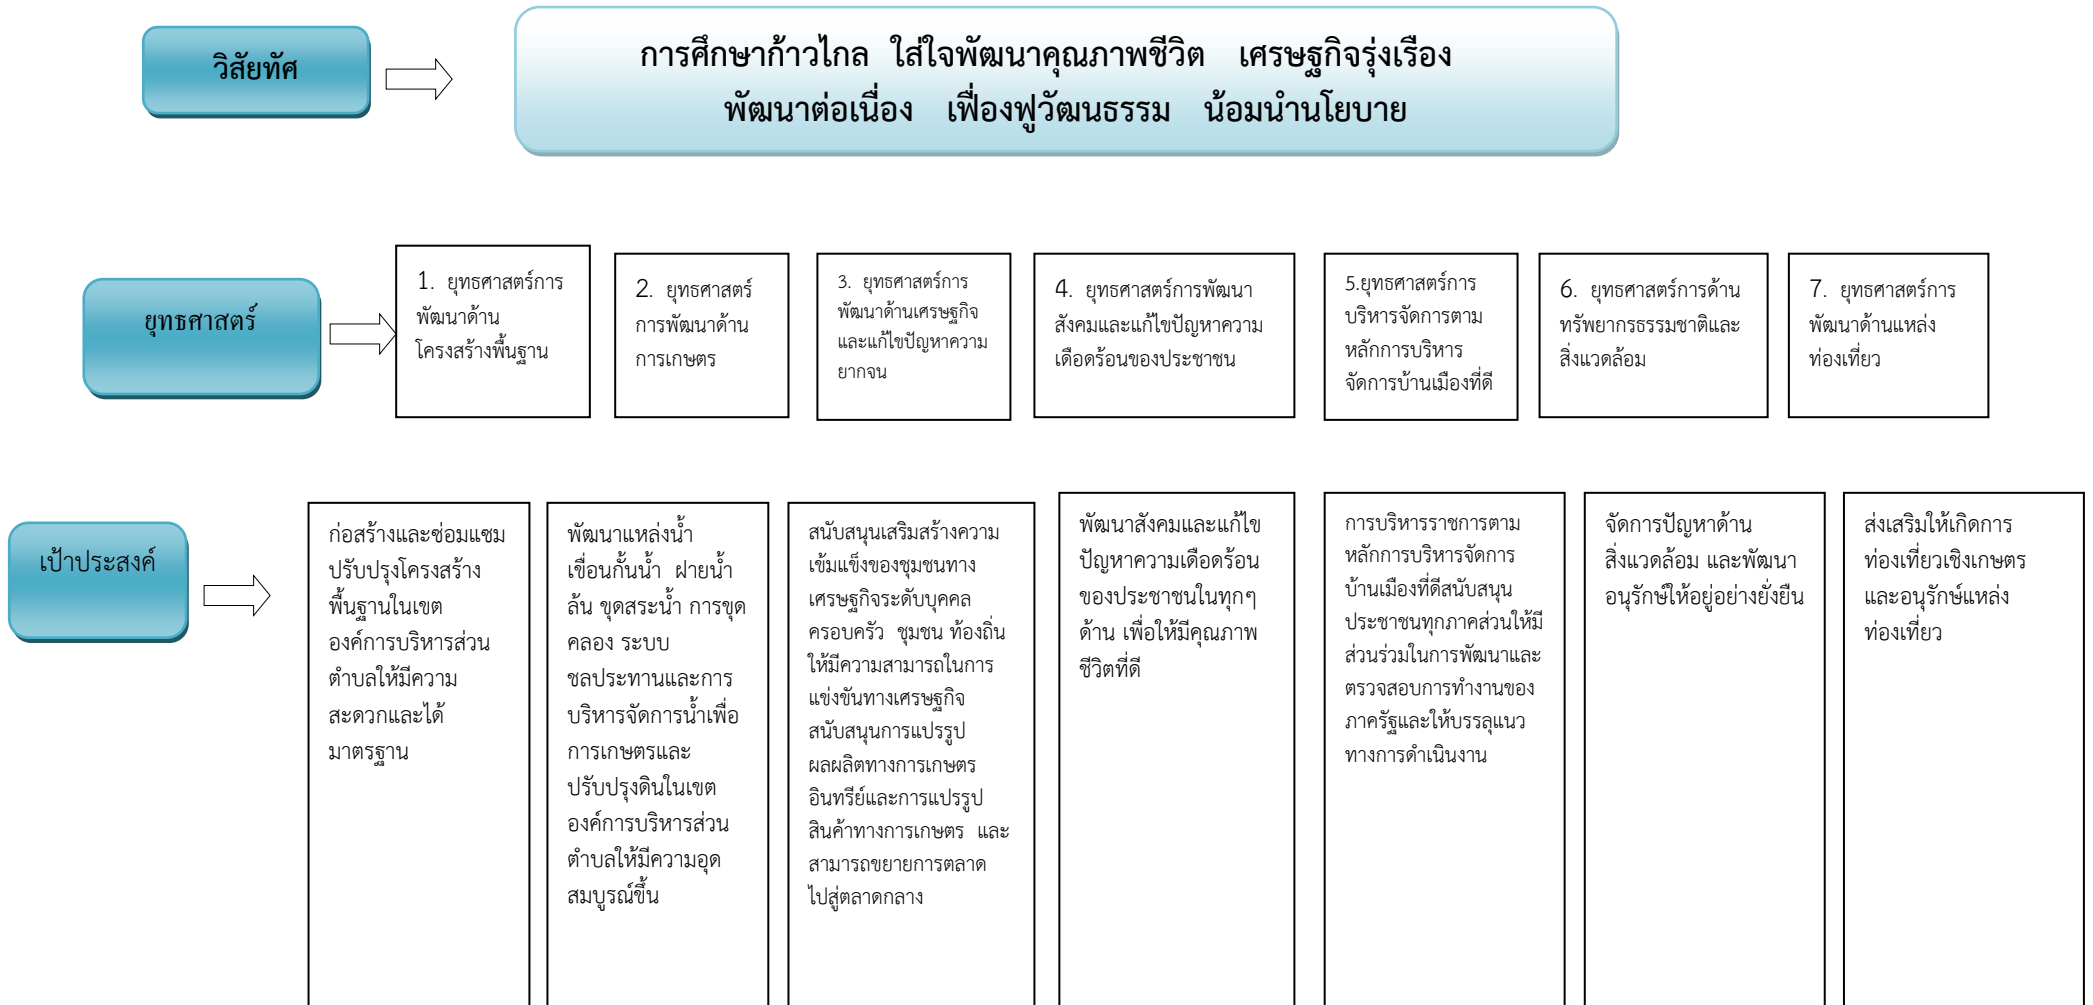 วิสัยทัศ
การศึกษาก้าวไกล ใส่ใจพัฒนาคุณภาพชีวิต เศรษฐกิจรุ่งเรือง
พัฒนาต่อเนื่อง เฟื่องฟูวัฒนธรรม น้อมนำนโยบาย
ยุทธศาสตร์
1. ยุทธศาสตร์การ
พัฒนาด้าน
โครงสร้างพื้นฐาน
2. ยุทธศาสตร์
การพัฒนาด้าน
การเกษตร
3. ยุทธศาสตร์การ
พัฒนาด้านเศรษฐกิจ
และแก้ไขปัญหาความ
ยากจน
4. ยุทธศาสตร์การพัฒนา
สังคมและแก้ไขปัญหาความ
เดือดร้อนของประชาชน
5.ยุทธศาสตร์การ
บริหารจัดการตาม
หลักการบริหาร
จัดการบ้านเมืองที่ดี
6. ยุทธศาสตร์การด้าน
ทรัพยากรธรรมชาติและ
สิ่งแวดล้อม
7. ยุทธศาสตร์การ
พัฒนาด้านแหล่ง
ท่องเที่ยว
เป้าประสงค์
ก่อสร้างและซ่อมแซม
ปรับปรุงโครงสร้าง
พื้นฐานในเขต
องค์การบริหารส่วน
ตำบลให้มีความ
สะดวกและได้
มาตรฐาน
พัฒนาแหล่งน้ำ
เขื่อนกั้นน้ำ ฝายน้ำ
ล้น ขุดสระน้ำ การขุด
คลอง ระบบ
ชลประทานและการ
บริหารจัดการน้ำเพื่อ
การเกษตรและ
ปรับปรุงดินในเขต
องค์การบริหารส่วน
ตำบลให้มีความอุด
สมบูรณ์ขึ้น
สนับสนุนเสริมสร้างความ
เข้มแข็งของชุมชนทาง
เศรษฐกิจระดับบุคคล
ครอบครัว ชุมชน ท้องถิ่น
ให้มีความสามารถในการ
แข่งขันทางเศรษฐกิจ
สนับสนุนการแปรรูป
ผลผลิตทางการเกษตร
อินทรีย์และการแปรรูป
สินค้าทางการเกษตร และ
สามารถขยายการตลาด
ไปสู่ตลาดกลาง
พัฒนาสังคมและแก้ไข
ปัญหาความเดือดร้อน
ของประชาชนในทุกๆ
ด้าน เพื่อให้มีคุณภาพ
ชีวิตที่ดี
การบริหารราชการตาม
หลักการบริหารจัดการ
บ้านเมืองที่ดีสนับสนุน
ประชาชนทุกภาคส่วนให้มี
ส่วนร่วมในการพัฒนาและ
ตรวจสอบการทำงานของ
ภาครัฐและให้บรรลุแนว
ทางการดำเนินงาน
จัดการปัญหาด้าน
สิ่งแวดล้อม และพัฒนา
อนุรักษ์ให้อยู่อย่างยั่งยืน
ส่งเสริมให้เกิดการ
ท่องเที่ยวเชิงเกษตร
และอนุรักษ์แหล่ง
ท่องเที่ยว